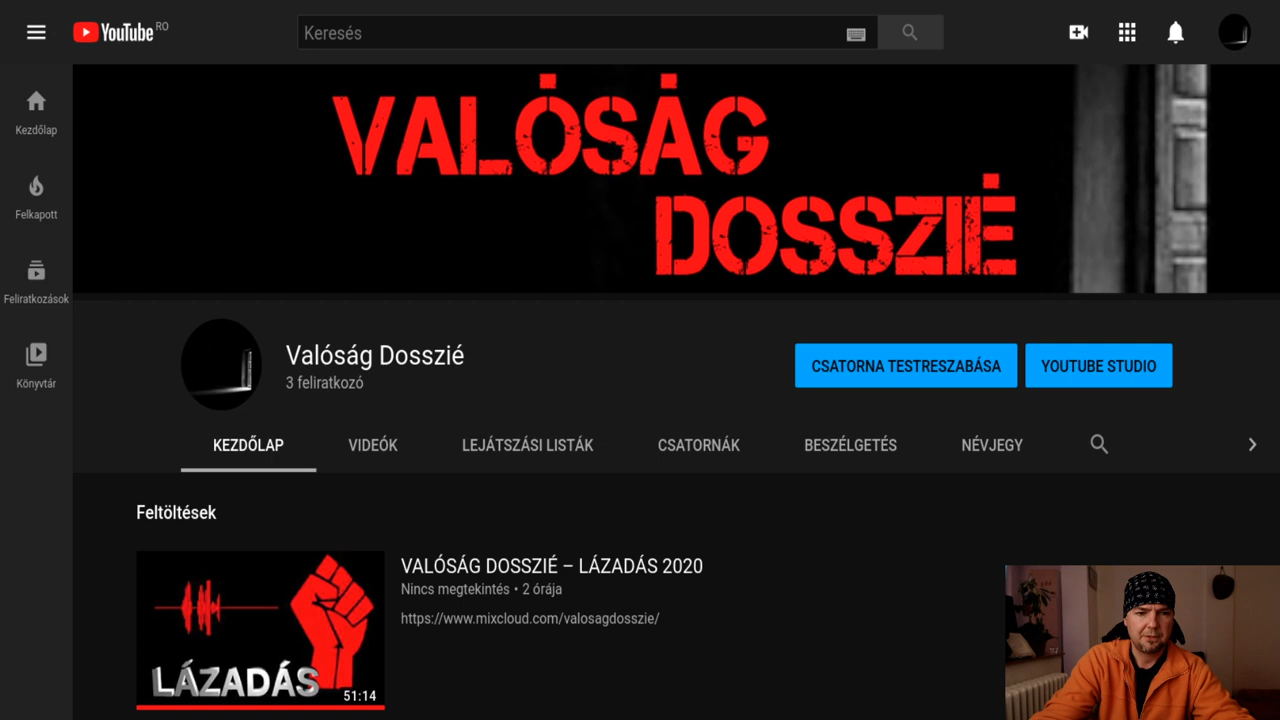 YouTube RO
Keresés
Kezdőlap
Felkapott
Feliratkozások
Könyvtár
VALÓSÁG
DOSSZIÉ
Valóság Dosszié
3 feliratkozó
CSATORNA TESTRESZABÁSA
YOUTUBE STUDIO
KEZDŐLAP
VIDEÓK
LEJÁTSZÁSI LISTÁK
CSATORNÁK
BESZÉLGETÉS
NÉVJEGY
Feltöltések
LÁZADÁS
51:14
VALÓSÁG DOSSZIÉ – LÁZADÁS 2020
Nincs megtekintés • 2 órája
https://www.mixcloud.com/valosagdosszie/